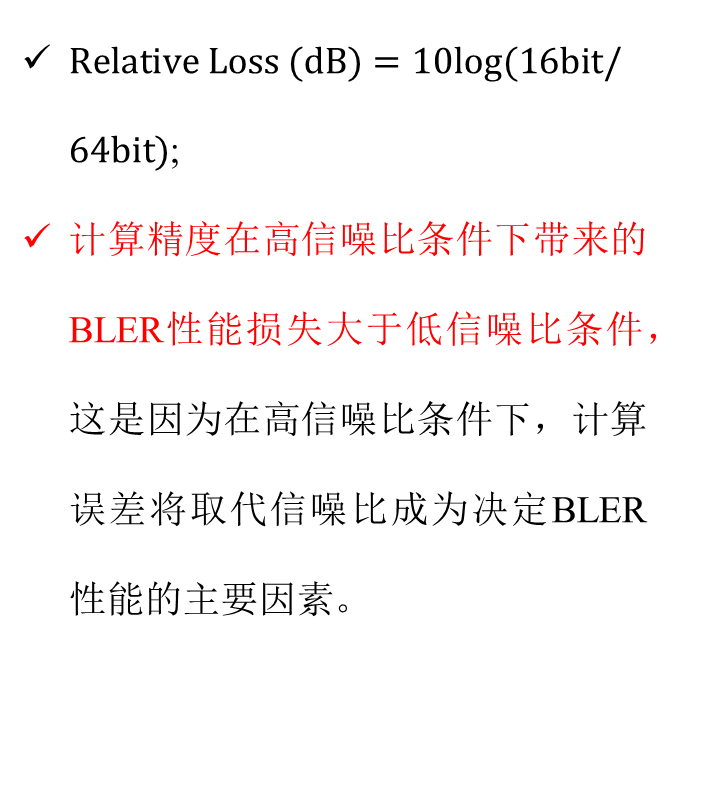 ✓ Relative Loss (dB) = 10log(16bit/
64bit);
✓ 计算精度在高信噪比条件下带来的
BLER性能损失大于低信噪比条件，
这是因为在高信噪比条件下，计算
误差将取代信噪比成为决定BLER
性能的主要因素。